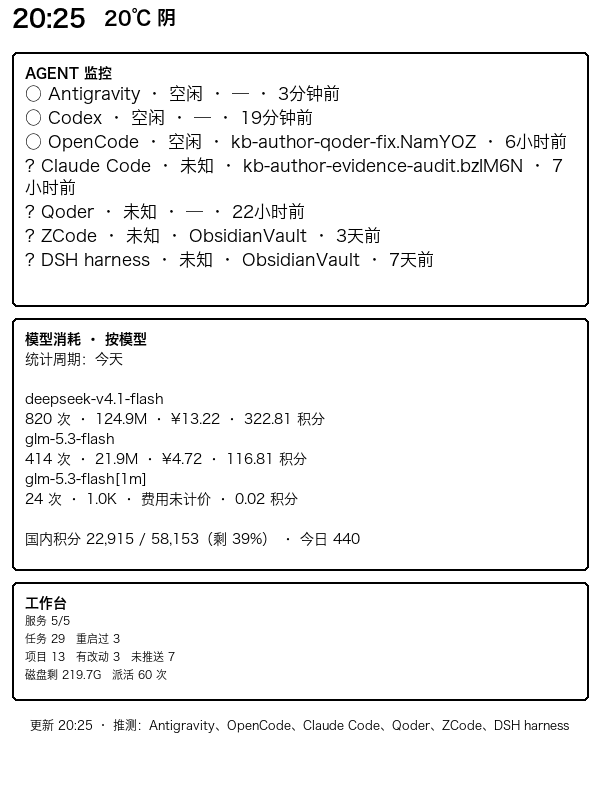 20:25 20℃ 阴
AGENT 监控
○ Antigravity · 空闲 · — · 3分钟前
○ Codex · 空闲 · — · 19分钟前
○ OpenCode · 空闲 · kb-author-qoder-fix.NamYOZ · 6小时前
? Claude Code · 未知 · kb-author-evidence-audit.bzlM6N · 7
小时前
? Qoder · 未知 · — · 22小时前
? ZCode · 未知 · ObsidianVault · 3天前
? DSH harness · 未知 · ObsidianVault · 7天前
模型消耗 · 按模型
统计周期: 今天
deepseek-v4.1-flash
820 次 · 124.9M · ¥13.22 · 322.81 积分
glm-5.3-flash
414 次 · 21.9M · ¥4.72 · 116.81 积分
glm-5.3-flash[1m]
24 次 · 1.0K · 费用未计价 · 0.02 积分
国内积分 22,915 / 58,153（剩 39%） · 今日 440
工作台
服务 5/5
任务 29 重启过 3
项目 13 有改动 3 未推送 7
磁盘剩 219.7G 派活 60 次
更新 20:25 · 推测: Antigravity、OpenCode、Claude Code、Qoder、ZCode、DSH harness